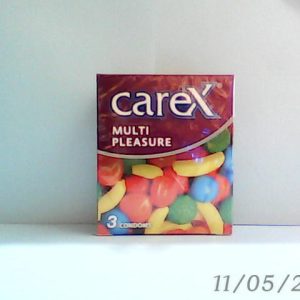 careX
MULTI
PLEASURE
3 CONDOMS
11/05/2